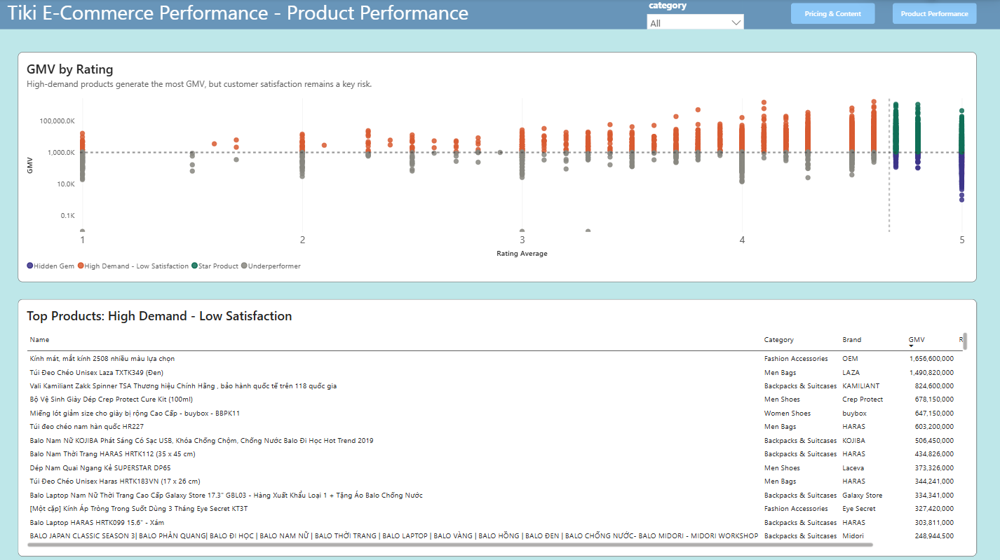 Tiki E-Commerce Performance - Product Performance
category
All
Pricing & Content
Product Performance
GMV by Rating
High-demand products generate the most GMV, but customer satisfaction remains a key risk.
GMV
100,000.0K
1,000.0K
10.0K
0.1K
1 2 3 4 5
Rating Average
Hidden Gem High Demand - Low Satisfaction Star Product Underperformer
Top Products: High Demand - Low Satisfaction
Name Category Brand GMV R
Kính mát, mắt kính 2508 nhiều màu lựa chọn Fashion Accessories OEM 1,656,600,000
Túi Đeo Chéo Unisex Laza TXTK349 (Đen) Men Bags LAZA 1,490,820,000
Vali Kamiliant Zakk Spinner TSA Thương hiệu Chính Hãng , bảo hành quốc tế trên 118 quốc gia Backpacks & Suitcases KAMILIANT 824,600,000
Bộ Vệ Sinh Giày Dép Crep Protect Cure Kit (100ml) Men Shoes Crep Protect 678,150,000
Miếng lót giảm size cho giày bị rộng Cao Cấp - buybox - BBPK11 Women Shoes buybox 647,150,000
Túi đeo chéo nam hàn quốc HR227 Men Bags HARAS 603,200,000
Balo Nam Nữ KOJIBA Phát Sáng Có Sạc USB, Khóa Chống Chộm, Chống Nước Balo Đi Học Hot Trend 2019 Backpacks & Suitcases KOJIBA 506,450,000
Balo Nam Thời Trang HARAS HRTK112 (35 x 45 cm) Backpacks & Suitcases HARAS 434,826,000
Dép Nam Quai Ngang Kẻ SUPERSTAR DP65 Men Shoes Laceva 373,326,000
Túi Đeo Chéo Unisex Haras HRTK183VN (17 x 26 cm) Men Bags HARAS 344,241,000
Balo Laptop Nam Nữ Thời Trang Cao Cấp Galaxy Store 17.3" GBL03 - Hàng Xuất Khẩu Loại 1 + Tặng Áo Balo Chống Nước Backpacks & Suitcases Galaxy Store 334,341,000
[Một cặp] Kính Áp Tròng Trong Suốt Dùng 3 Tháng Eye Secret KT3T Fashion Accessories Eye Secret 327,420,000
Balo Laptop HARAS HRTK099 15.6" - Xám Backpacks & Suitcases HARAS 303,811,000
BALO JAPAN CLASSIC SEASON 3| BALO PHẢN QUANG| BALO ĐI HỌC | BALO NAM NỮ | BALO THỜI TRANG | BALO LAPTOP | BALO VÀNG | BALO HỒNG | BALO ĐEN | BALO CHỐNG NƯỚC- BALO MIDORI - MIDORI WORKSHOP Backpacks & Suitcases Midori 248,944,500